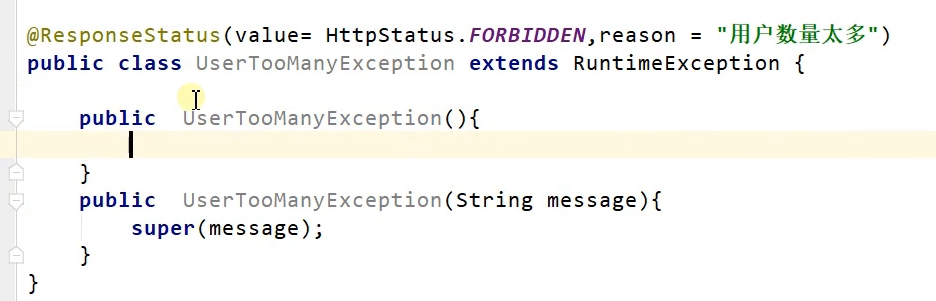 @ResponseStatus(value= HttpStatus.FORBIDDEN,reason = "用户数量太多")
public class UserTooManyException extends RuntimeException {
public  UserTooManyException(){
}
public  UserTooManyException(String message){
super(message);
}
}